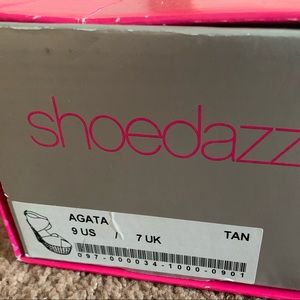 shoedazz
AGATA
9 US / 7 UK TAN
097-000034-1000-0901